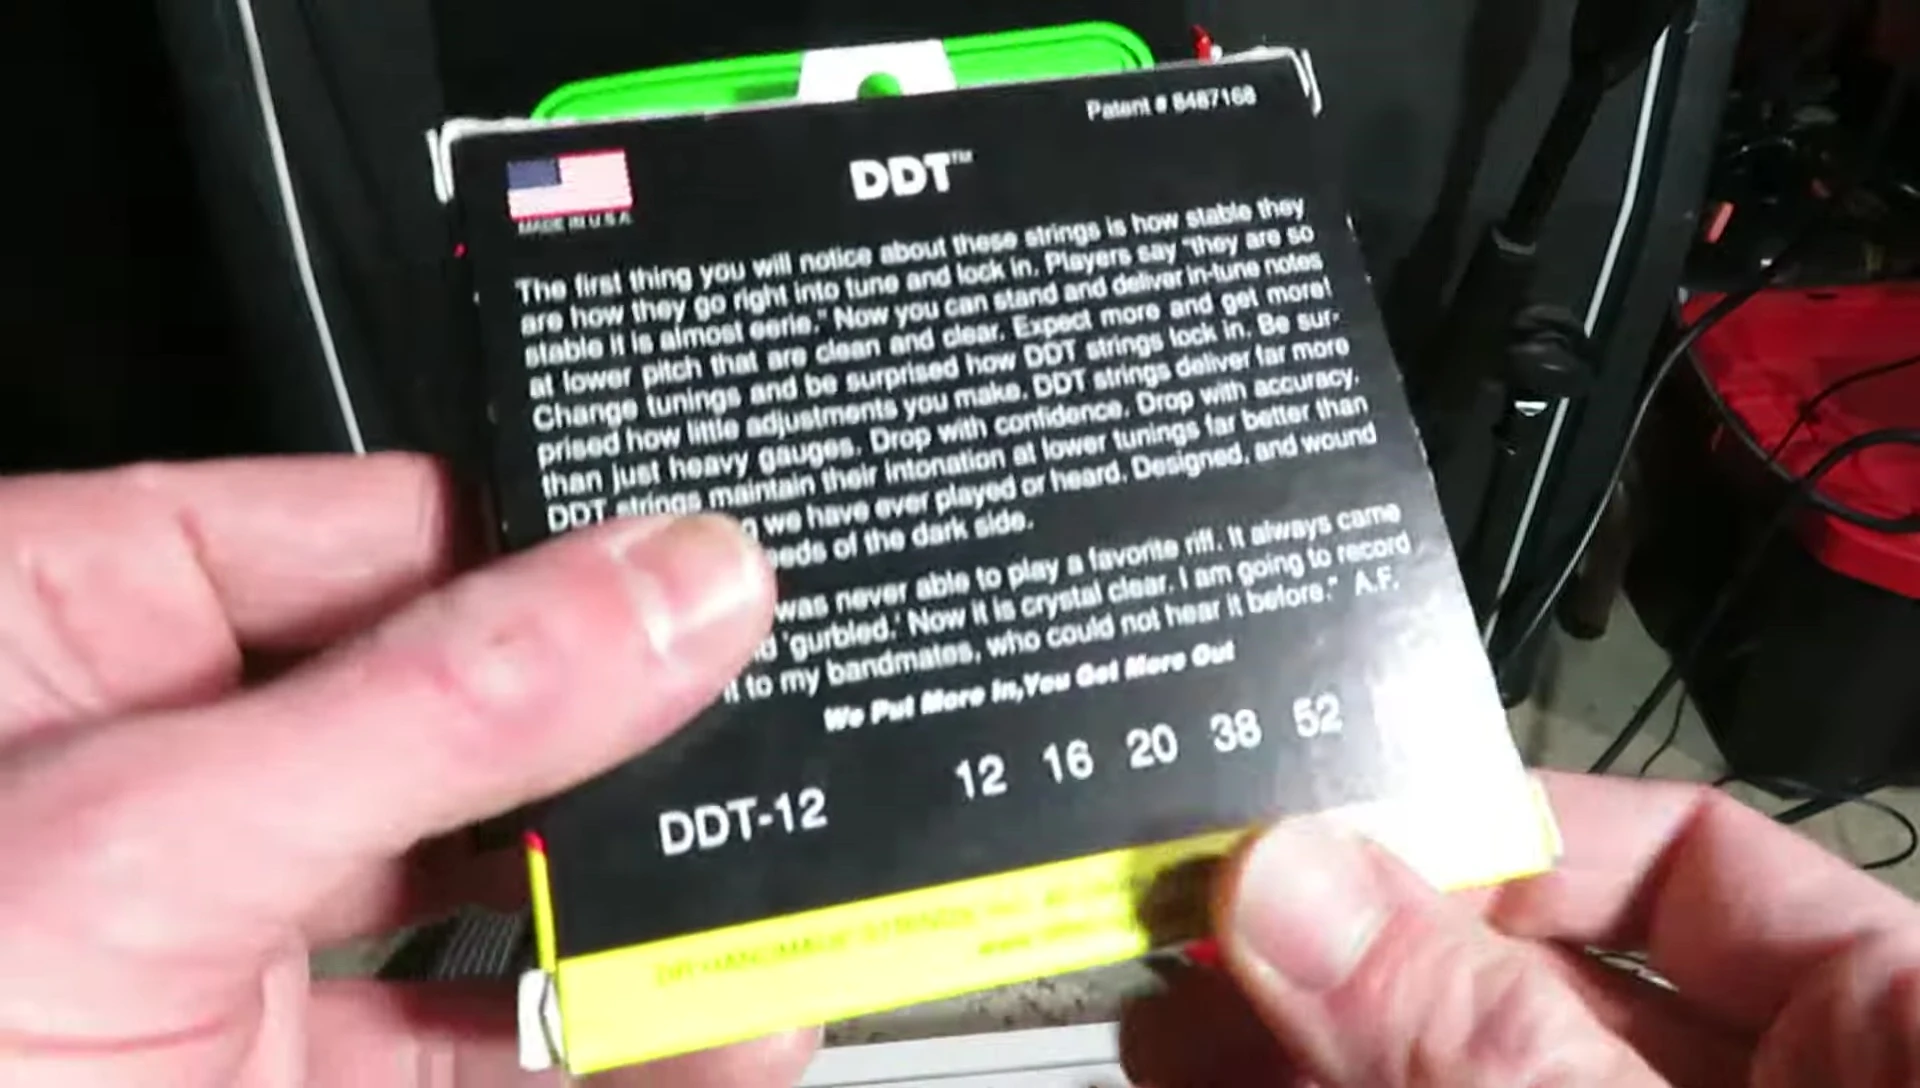 Patent # 6487168
DDT™
MADE IN U.S.A.
The first thing you will notice about these strings is how stable they
are how they go right into tune and lock in. Players say "they are so
stable it is almost eerie." Now you can stand and deliver in-tune notes
at lower pitch that are clean and clear. Expect more and get more!
Change tunings and be surprised how DDT strings lock in. Be sur-
prised how little adjustments you make. DDT strings deliver far more
than just heavy gauges. Drop with confidence. Drop with accuracy.
DDT strings maintain their intonation at lower tunings far better than
we have ever played or heard. Designed, and wound
of the dark side.
was never able to play a favorite riff. It always came
'gurbled.' Now it is crystal clear. I am going to record
it to my bandmates, who could not hear it before." A.F.
We Put More In,You Get More Out
DDT-12 12 16 20 38 52
DR HANDMADE STRINGS, INC.